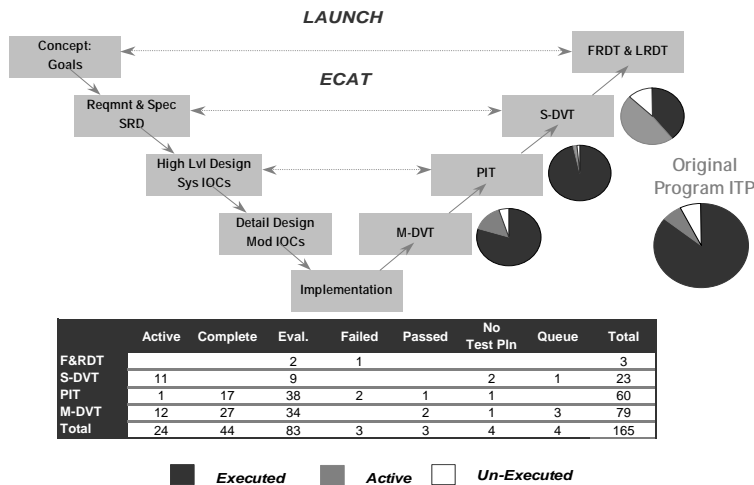 LAUNCH
Concept:
Goals
FRDT & LRDT
ECAT
Reqmnt & Spec
SRD
S-DVT
High Lvl Design
Sys IOCs
PIT
Original
Program ITP
Detail Design
Mod IOCs
M-DVT
Implementation
Active Complete Eval. Failed Passed No Test Pln Queue Total
F&RDT 2 1 3
S-DVT 11 9 2 1 23
PIT 1 17 38 2 1 1 60
M-DVT 12 27 34 2 1 3 79
Total 24 44 83 3 3 4 4 165
Executed Active Un-Executed